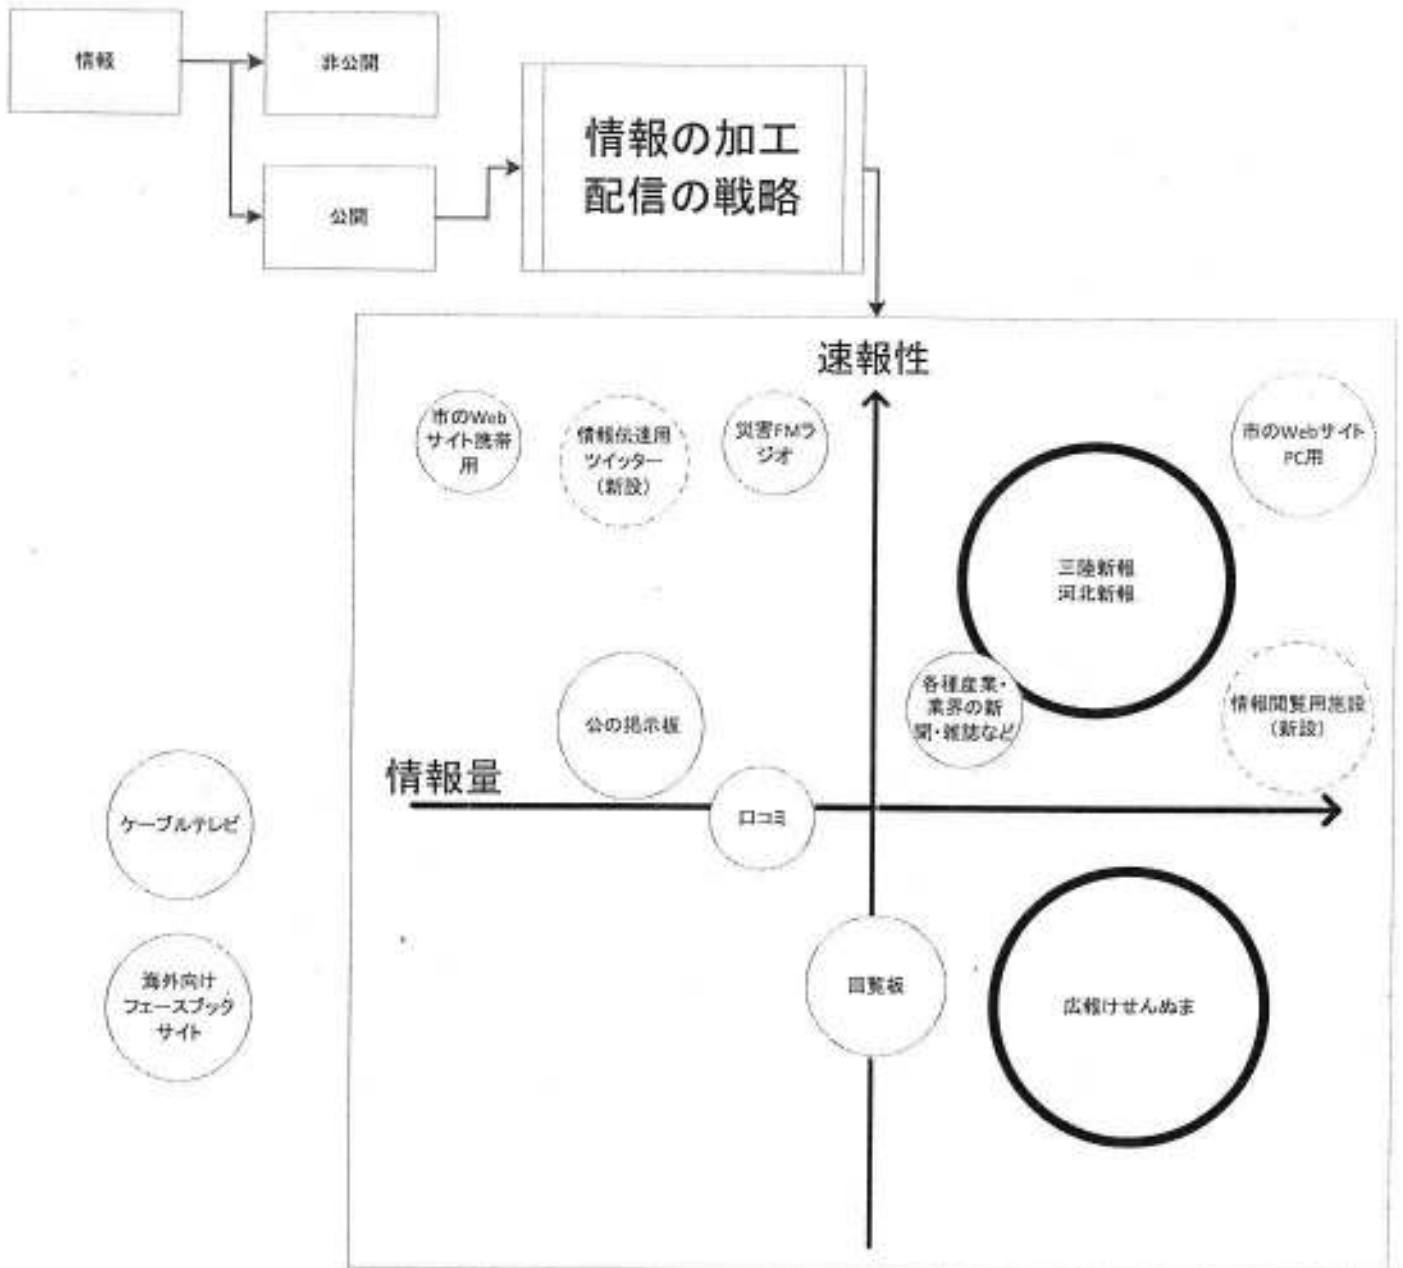 情報
非公開
公開
情報の加工
配信の戦略
速報性
市のWeb
サイト携帯
用
情報伝達用
ツイッター
（新設）
災害FMラ
ジオ
市のWebサイト
PC用
三陸新報
河北新報
公の掲示板
各種産業・
業界の新
聞・雑誌など
情報閲覧用施設
（新設）
情報量
口コミ
ケーブルテレビ
海外向け
フェースブック
サイト
回覧板
広報けせんぬま